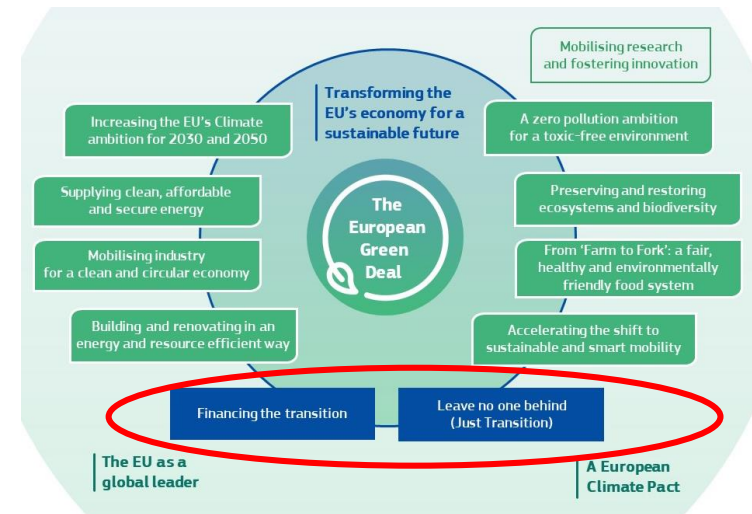 Mobilising research
and fostering innovation
Transforming the
EU's economy for a
sustainable future
Increasing the EU's Climate
ambition for 2030 and 2050
A zero pollution ambition
for a toxic-free environment
Supplying clean, affordable
and secure energy
The
European
Green
Deal
Preserving and restoring
ecosystems and biodiversity
Mobilising industry
for a clean and circular economy
From ‘Farm to Fork’: a fair,
healthy and environmentally
friendly food system
Building and renovating in an
energy and resource efficient way
Accelerating the shift to
sustainable and smart mobility
Financing the transition
Leave no one behind
(Just Transition)
The EU as a
global leader
A European
Climate Pact